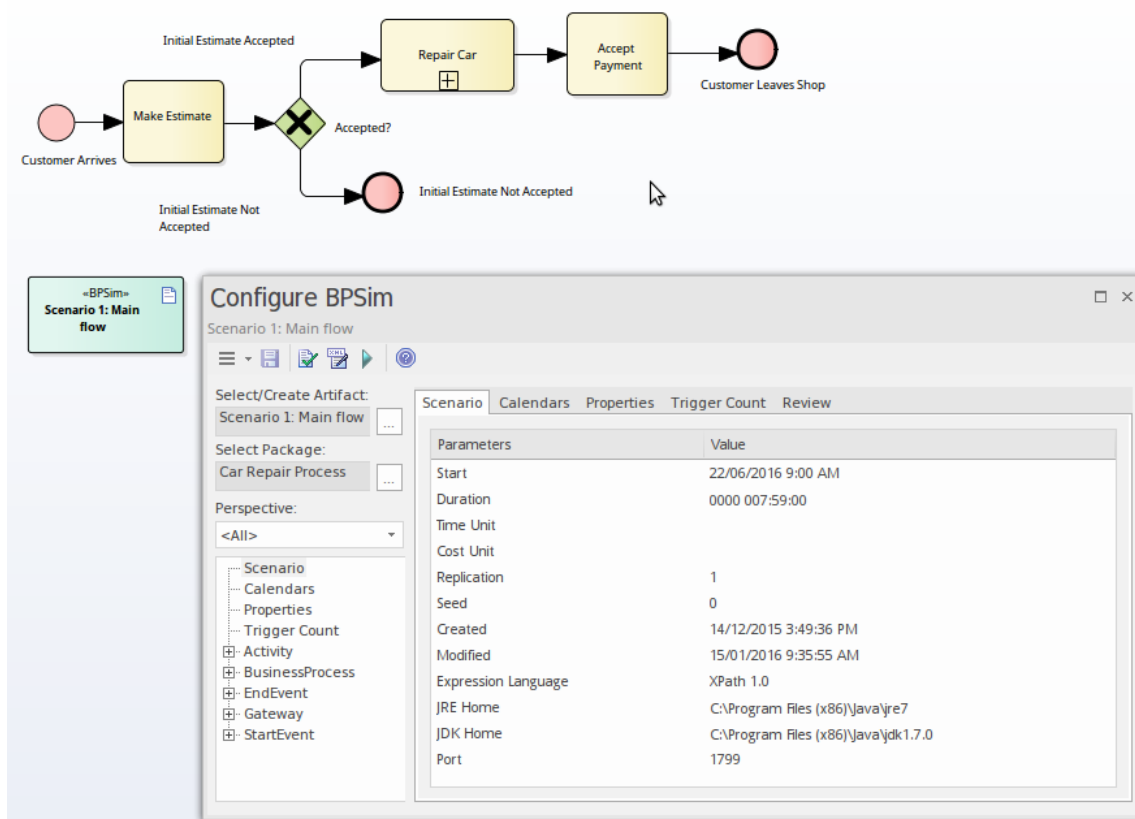 Initial Estimate Accepted
Repair Car
Accept
Payment
Customer Leaves Shop
Make Estimate
Accepted?
Customer Arrives
Initial Estimate Not Accepted
Initial Estimate Not
Accepted
«BPSim»
Scenario 1: Main
flow
Configure BPSim
Scenario 1: Main flow
Select/Create Artifact:
Scenario 1: Main flow
...
Select Package:
Car Repair Process
...
Perspective:
<All>
Scenario
Calendars
Properties
Trigger Count
Activity
BusinessProcess
EndEvent
Gateway
StartEvent
Scenario Calendars Properties Trigger Count Review
Parameters Value
Start 22/06/2016 9:00 AM
Duration 0000 007:59:00
Time Unit
Cost Unit
Replication 1
Seed 0
Created 14/12/2015 3:49:36 PM
Modified 15/01/2016 9:35:55 AM
Expression Language XPath 1.0
JRE Home C:\Program Files (x86)\Java\jre7
JDK Home C:\Program Files (x86)\Java\jdk1.7.0
Port 1799